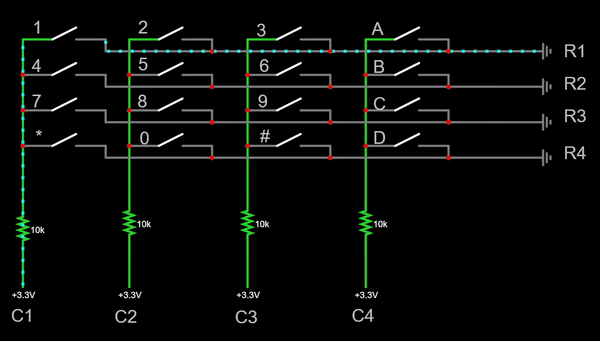 1 2 3 A R1
4 5 6 B R2
7 8 9 C R3
* 0 # D R4
10k 10k 10k 10k
+3.3V +3.3V +3.3V +3.3V
C1 C2 C3 C4